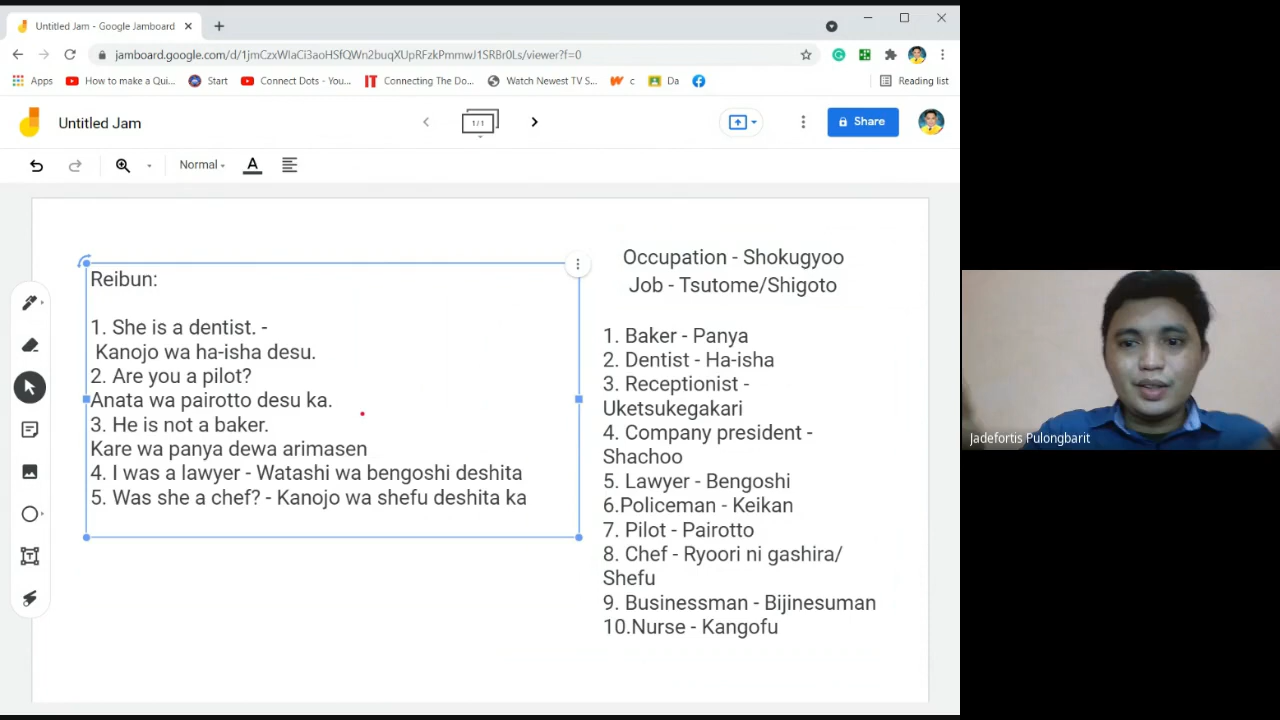 Untitled Jam - Google Jamboard
jamboard.google.com/d/1jmCzxWIaCi3aoHSfQWn2buqXUpRFzkPmmwJ1SRBr0Ls/viewer?f=0
Apps How to make a Qui... Start Connect Dots - You... Connecting The Do... Watch Newest TV S... c Da Reading list
Untitled Jam
1/1
Share
Normal
Reibun:
1. She is a dentist. -
Kanojo wa ha-isha desu.
2. Are you a pilot?
Anata wa pairotto desu ka.
3. He is not a baker.
Kare wa panya dewa arimasen
4. I was a lawyer - Watashi wa bengoshi deshita
5. Was she a chef? - Kanojo wa shefu deshita ka
Occupation - Shokugyoo
Job - Tsutome/Shigoto
1. Baker - Panya
2. Dentist - Ha-isha
3. Receptionist -
Uketsukegakari
4. Company president -
Shachoo
5. Lawyer - Bengoshi
6.Policeman - Keikan
7. Pilot - Pairotto
8. Chef - Ryoori ni gashira/
Shefu
9. Businessman - Bijinesuman
10.Nurse - Kangofu
Jadefortis Pulongbarit